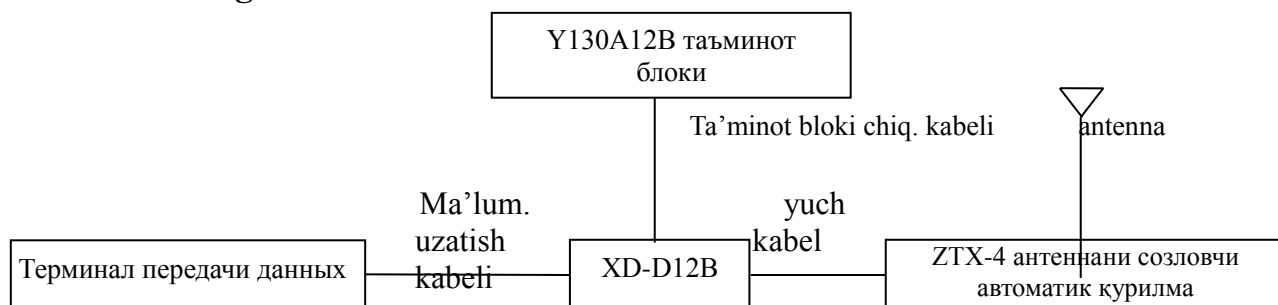 Y130A12B таъминот
блоки
Ta’minot bloki chiq. kabeli
antenna
Ma’lum.
uzatish
kabeli
yuch
kabel
Терминал передачи данных
XD-D12B
ZTX-4 антеннани созловчи
автоматик қурилма